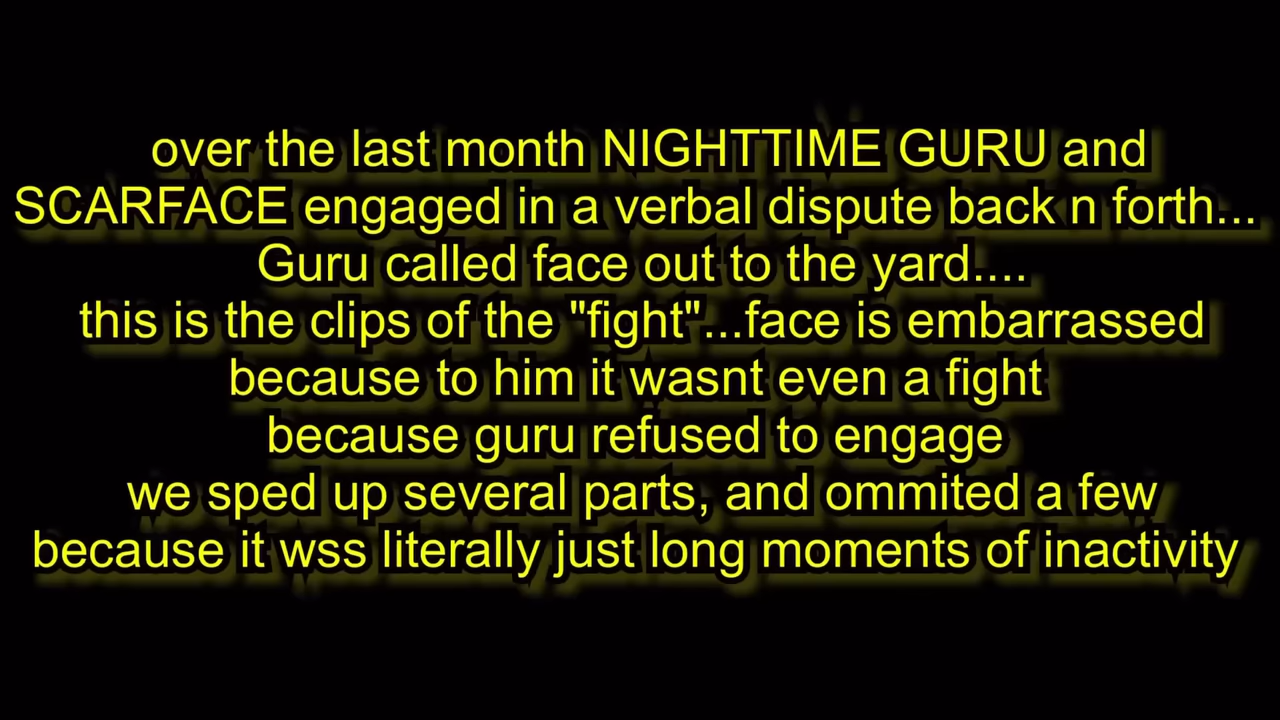 over the last month NIGHTTIME GURU and
SCARFACE engaged in a verbal dispute back n forth...
Guru called face out to the yard....
this is the clips of the "fight"...face is embarrassed
because to him it wasnt even a fight
because guru refused to engage
we sped up several parts, and ommited a few
because it wss literally just long moments of inactivity